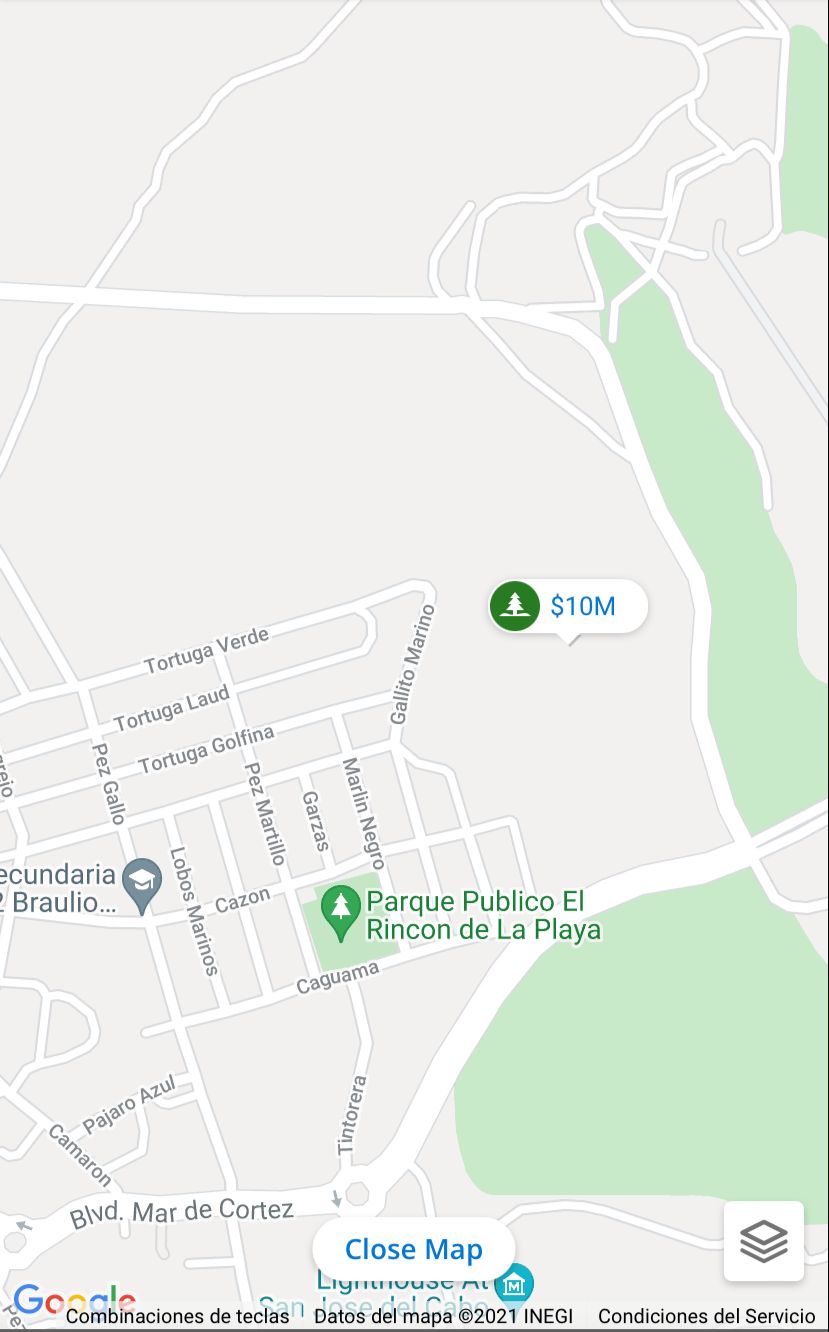 $10M
Tortuga Verde
Gallito Marino
Tortuga Laud
Tortuga Golfina
Pez Gallo
Pez Martillo
Garzas
Marlin Negro
Lobos Marinos
ecundaria
2 Braulio...
Cazon
Parque Publico El
Rincon de La Playa
Caguama
Tintorera
Pajaro Azul
Camaron
Blvd. Mar de Cortez
Close Map
Lighthouse At
San Jose del Cabo
Google
Combinaciones de teclas Datos del mapa ©2021 INEGI Condiciones del Servicio